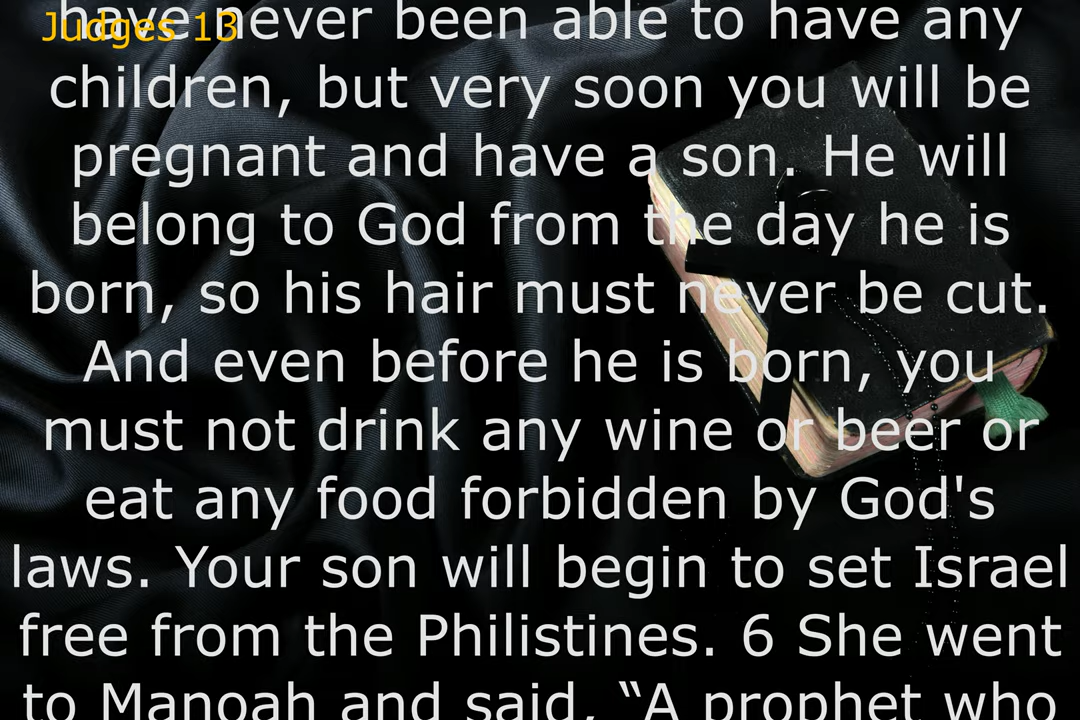 Judges 13
have never been able to have any
children, but very soon you will be
pregnant and have a son. He will
belong to God from the day he is
born, so his hair must never be cut.
And even before he is born, you
must not drink any wine or beer or
eat any food forbidden by God's
laws. Your son will begin to set Israel
free from the Philistines. 6 She went
to Manoah and said, “A prophet who